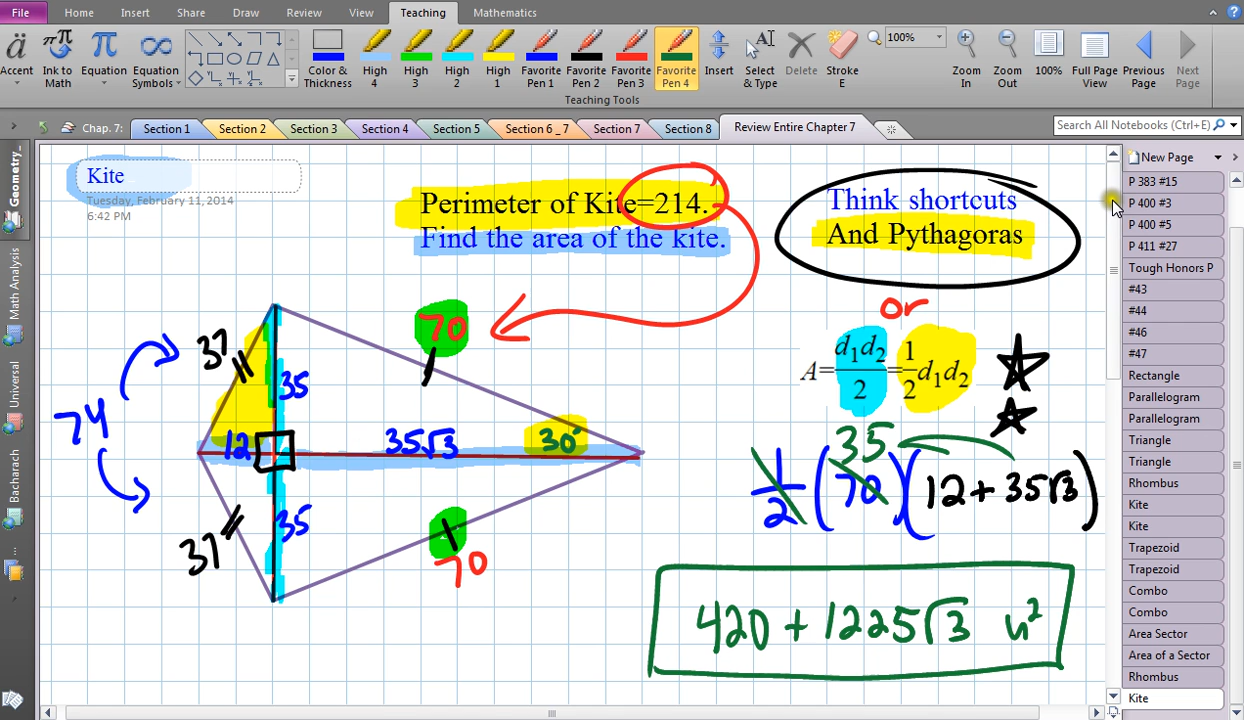 File Home Insert Share Draw Review View Teaching Mathematics
ä Accent
Ink to Math
π Equation
∞ Equation Symbols
Color & Thickness
High 4
High 3
High 2
High 1
Favorite Pen 1
Favorite Pen 2
Favorite Pen 3
Favorite Pen 4
Insert
Select & Type
Delete
Stroke E
100%
Zoom In
Zoom Out
100%
Full Page View
Previous Page
Next Page
Teaching Tools
Chap. 7: Section 1 Section 2 Section 3 Section 4 Section 5 Section 6 _ 7 Section 7 Section 8 Review Entire Chapter 7
Search All Notebooks (Ctrl+E)
Geometry_
Math Analysis
Universal
Bacharach
Kite
Tuesday, February 11, 2014
6:42 PM
Perimeter of Kite=214.
Find the area of the kite.
Think shortcuts
And Pythagoras
or
A=d₁d₂/2=1/2 d₁d₂
70
37
35
74
12
35√3
30°
35
37
70
35
1/2 (70)(12 + 35√3)
420 + 1225√3 u²
New Page
P 383 #15
P 400 #3
P 400 #5
P 411 #27
Tough Honors P
#43
#44
#46
#47
Rectangle
Parallelogram
Parallelogram
Triangle
Triangle
Rhombus
Kite
Kite
Trapezoid
Trapezoid
Combo
Combo
Area Sector
Area of a Sector
Rhombus
Kite